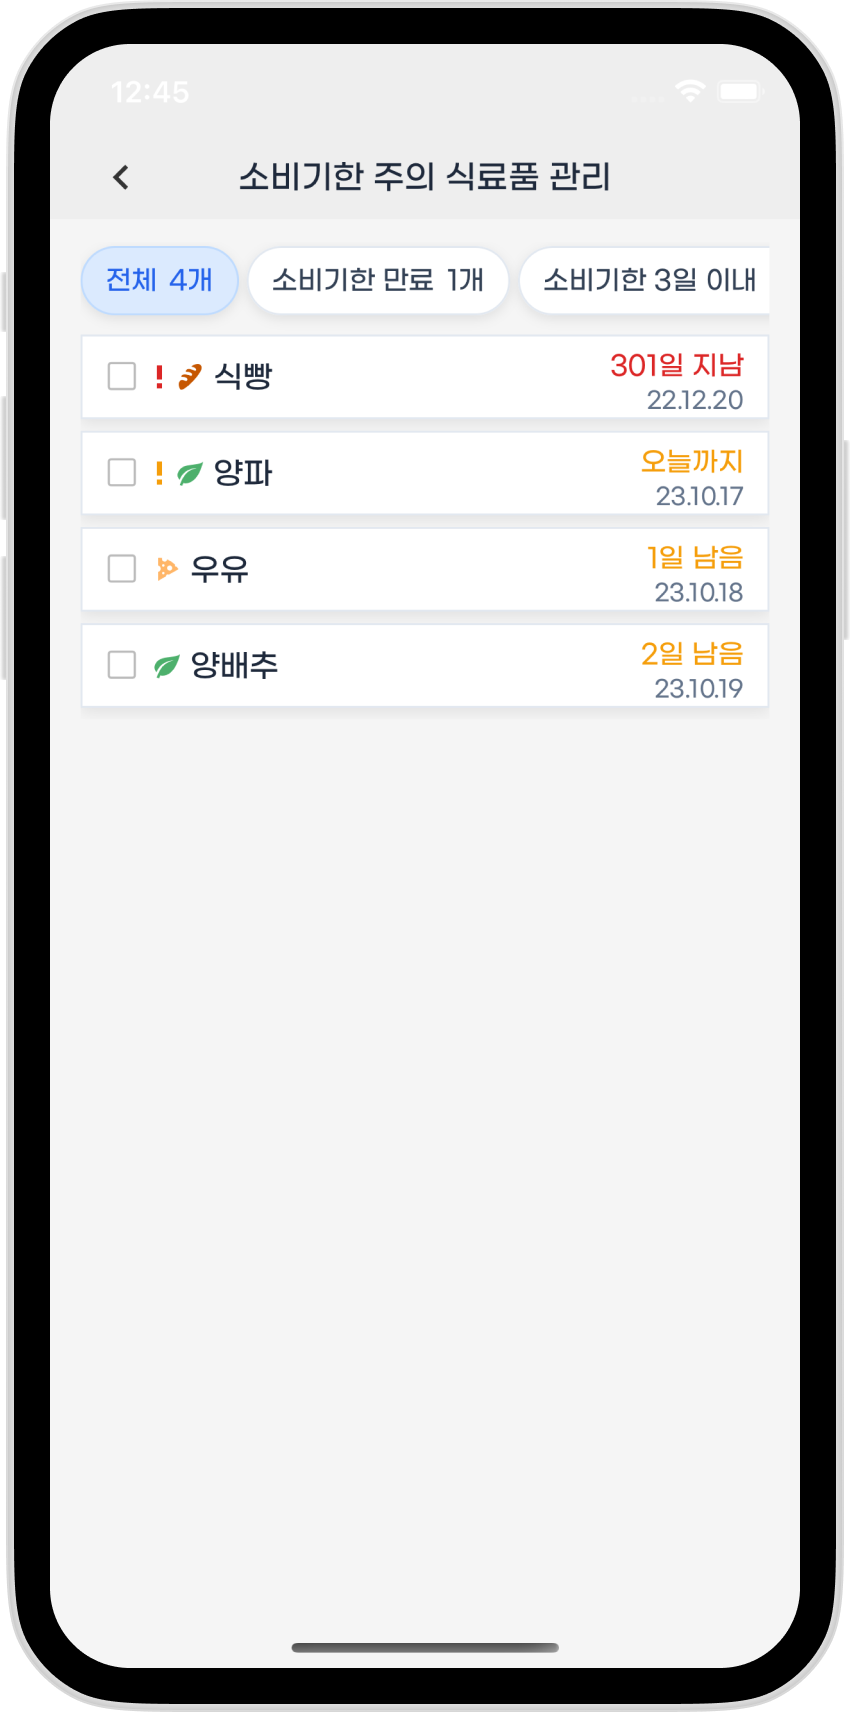 12:45
소비기한 주의 식료품 관리
전체 4개
소비기한 만료 1개
소비기한 3일 이내
! 식빵
301일 지남
22.12.20
! 양파
오늘까지
23.10.17
우유
1일 남음
23.10.18
양배추
2일 남음
23.10.19